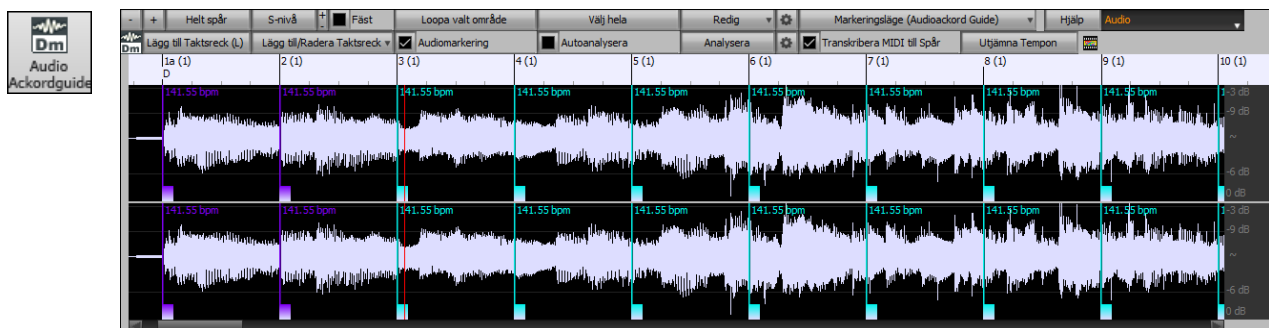 Dm
Audio
Ackordguide
- + Helt spår S-nivå + - Fäst Loopa valt område Välj hela Redig Markeringsläge (Audioackord Guide) Hjälp Audio
Dm Lägg till Taktsreck (L) Lägg till/Radera Taktsreck Audiomarkering Autoanalysera Analysera Transkribera MIDI till Spår Utjämna Tempon
1a (1) 2 (1) 3 (1) 4 (1) 5 (1) 6 (1) 7 (1) 8 (1) 9 (1) 10 (1)
D
141.55 bpm 141.55 bpm 141.55 bpm 141.55 bpm 141.55 bpm 141.55 bpm 141.55 bpm 141.55 bpm 141.55 bpm 1-3 dB
-9 dB
~
-6 dB
0 dB
141.55 bpm 141.55 bpm 141.55 bpm 141.55 bpm 141.55 bpm 141.55 bpm 141.55 bpm 141.55 bpm 141.55 bpm 1-3 dB
-9 dB
~
-6 dB
0 dB